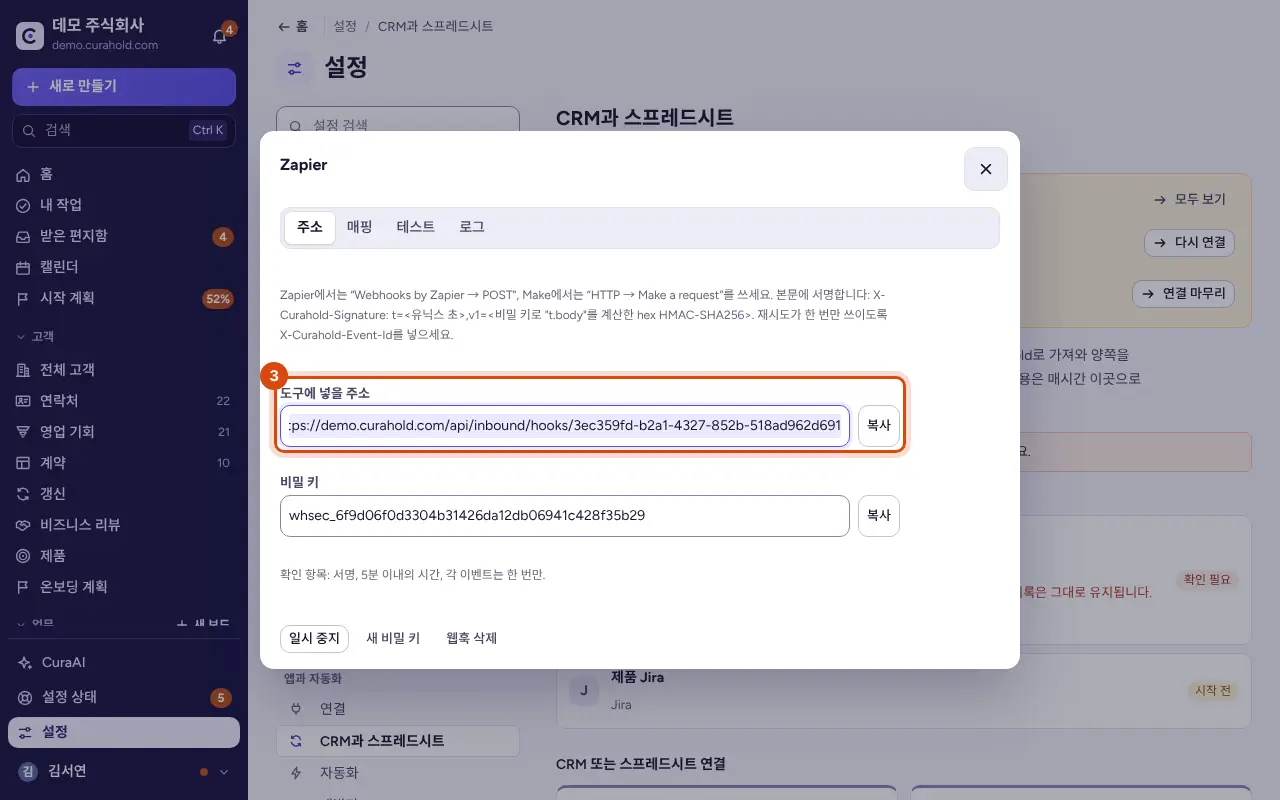 데모 주식회사
demo.curahold.com
4
새로 만들기
검색
Ctrl K
홈
내 작업
받은 편지함
4
캘린더
시작 계획
52%
고객
전체 고객
연락처
22
영업 기회
21
계약
10
갱신
비즈니스 리뷰
제품
온보딩 계획
업무
새 보드
CuraAI
설정 상태
5
설정
김
김서연
홈
설정 / CRM과 스프레드시트
설정
설정 검색
CRM과 스프레드시트
모두 보기
다시 연결
연결 마무리
ld로 가져와 양쪽을
용은 매시간 이곳으로
요.
확인 필요
록은 그대로 유지됩니다.
Zapier
주소
매핑
테스트
로그
Zapier에서는 "Webhooks by Zapier → POST", Make에서는 "HTTP → Make a request"를 쓰세요. 본문에 서명합니다: X-
Curahold-Signature: t=<유닉스 초>,v1=<비밀 키로 "t.body"를 계산한 hex HMAC-SHA256>. 재시도가 한 번만 쓰이도록
X-Curahold-Event-Id를 넣으세요.
3
도구에 넣을 주소
:ps://demo.curahold.com/api/inbound/hooks/3ec359fd-b2a1-4327-852b-518ad962d691
복사
비밀 키
whsec_6f9d06f0d3304b31426da12db06941c428f35b29
복사
확인 항목: 서명, 5분 이내의 시간, 각 이벤트는 한 번만.
일시 중지
새 비밀 키
웹훅 삭제
앱과 자동화
연결
CRM과 스프레드시트
자동화
J
제품 Jira
Jira
시작 전
CRM 또는 스프레드시트 연결